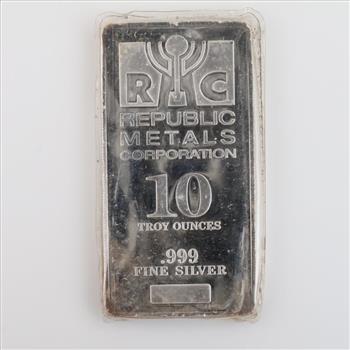 R C
REPUBLIC
METALS
CORPORATION
10
TROY OUNCES
.999
FINE SILVER